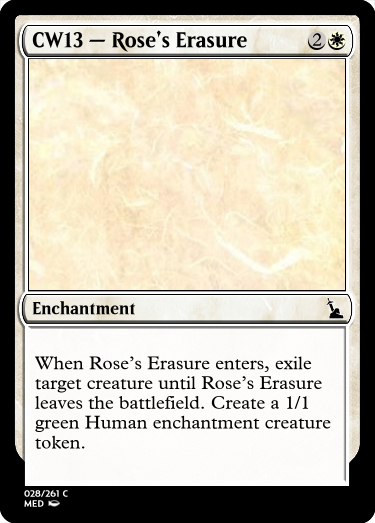 CW13 — Rose's Erasure 2
Enchantment
When Rose's Erasure enters, exile
target creature until Rose's Erasure
leaves the battlefield. Create a 1/1
green Human enchantment creature
token.
028/261 C
MED